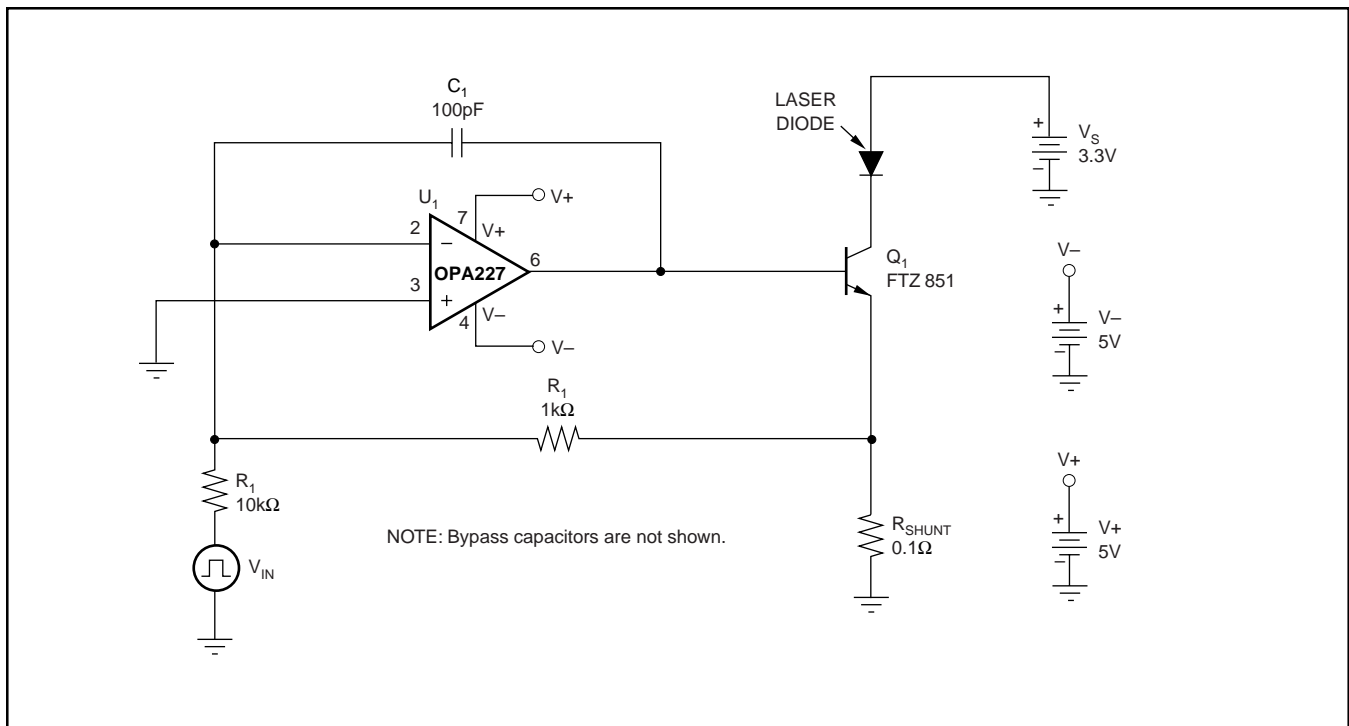 C1
100pF
LASER
DIODE
+
VS
3.3V
–
U1
7
V+
V+
2
–
OPA227
6
3
+
4
V–
V–
Q1
FTZ 851
V–
+
V–
5V
–
R1
1kΩ
R1
10kΩ
VIN
NOTE: Bypass capacitors are not shown.
RSHUNT
0.1Ω
V+
+
V+
5V
–